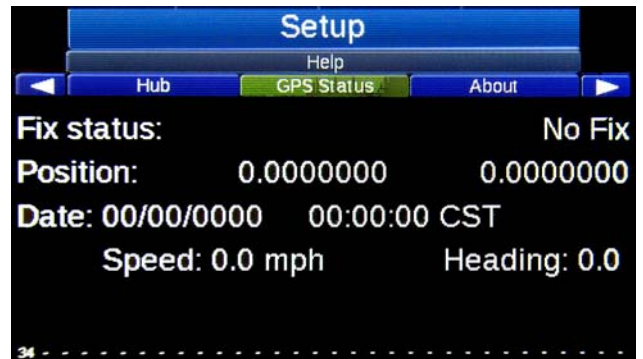 Setup
Help
Hub GPS Status About
Fix status: No Fix
Position: 0.0000000 0.0000000
Date: 00/00/0000 00:00:00 CST
Speed: 0.0 mph Heading: 0.0
34